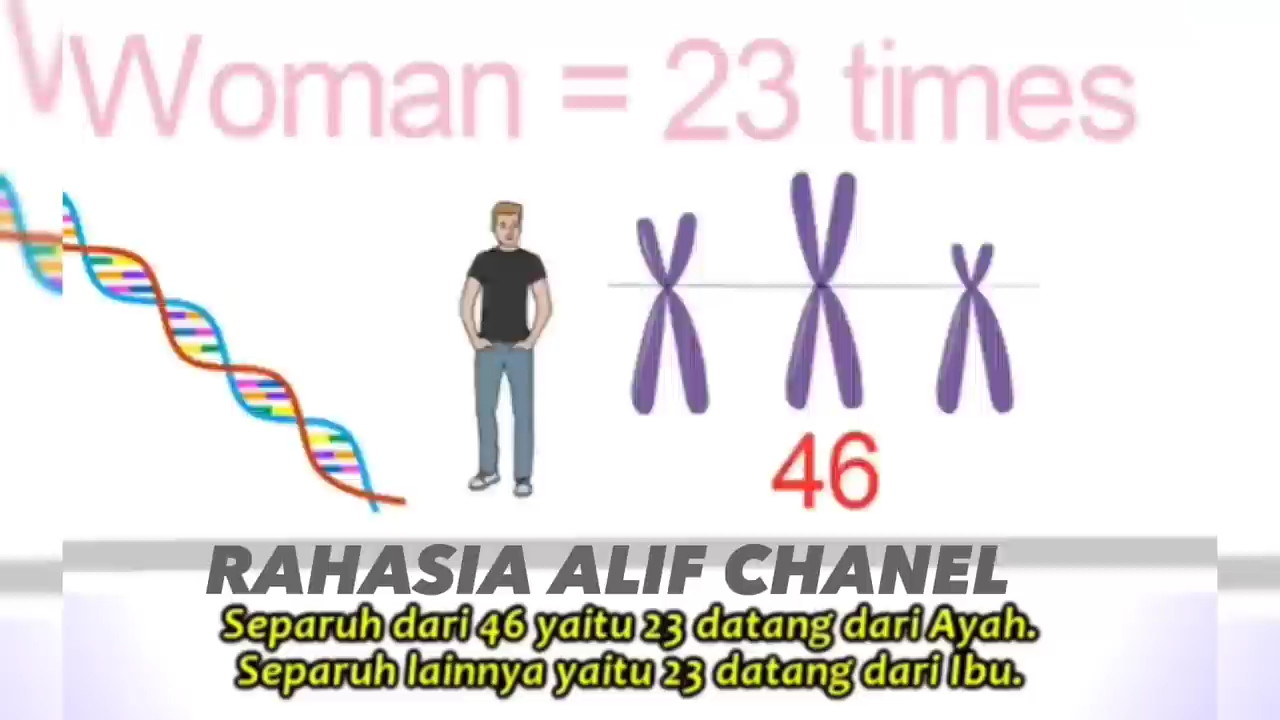 Woman = 23 times
46
RAHASIA ALIF CHANEL
Separuh dari 46 yaitu 23 datang dari Ayah.
Separuh lainnya yaitu 23 datang dari Ibu.